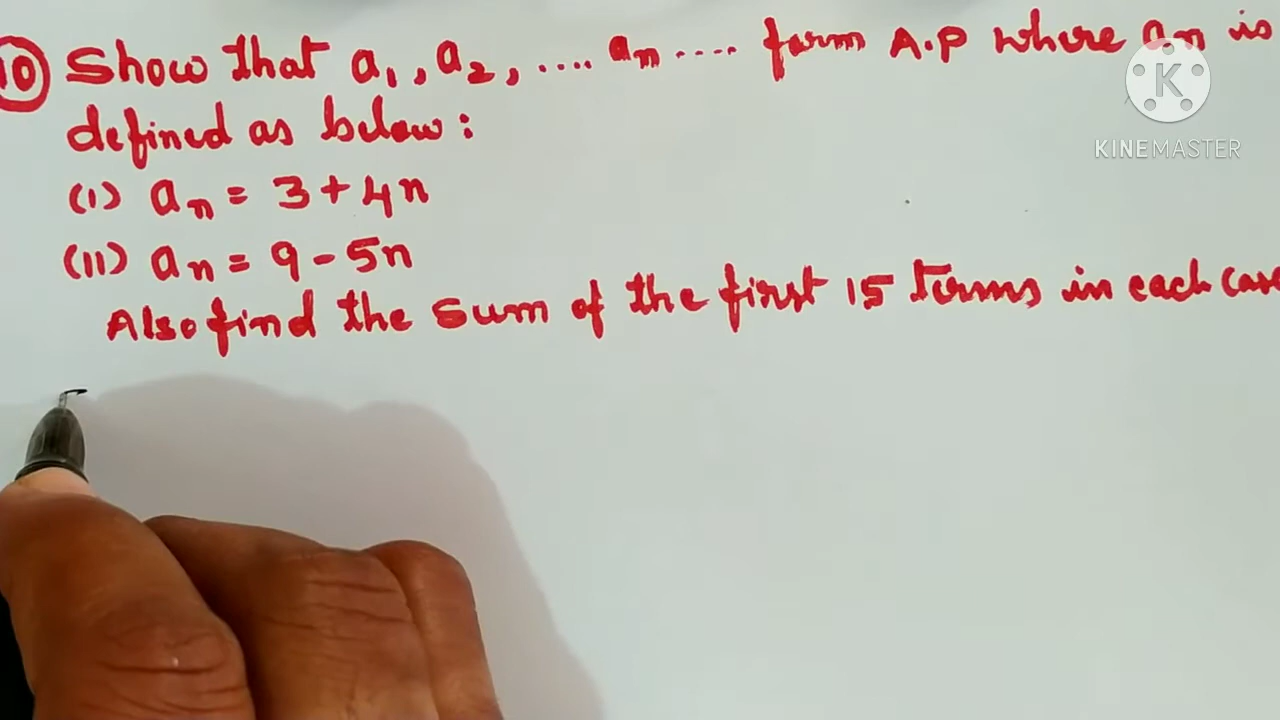 10 Show that a₁, a₂, .... aₙ .... form A.P where aₙ is
defined as below:
(i) aₙ = 3 + 4n
(ii) aₙ = 9 - 5n
Also find the sum of the first 15 terms in each case
K
KINEMASTER